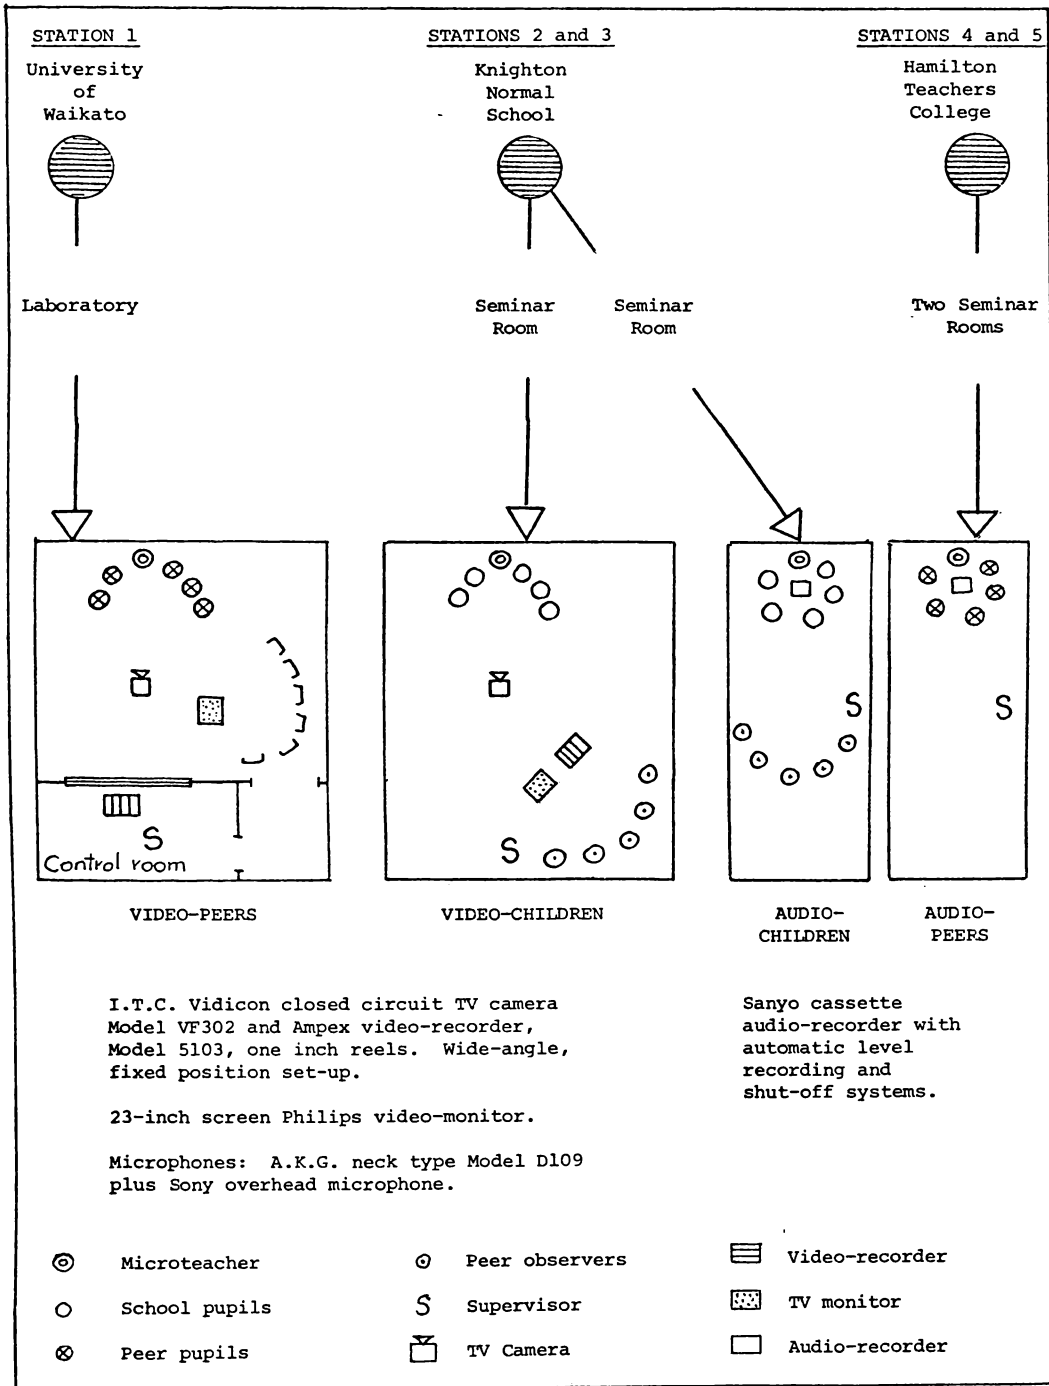 STATION 1
University
of
Waikato
STATIONS 2 and 3
Knighton
Normal
School
STATIONS 4 and 5
Hamilton
Teachers
College
Laboratory
Seminar
Room
Seminar
Room
Two Seminar
Rooms
S
Control room
S
S
S
VIDEO-PEERS
VIDEO-CHILDREN
AUDIO-
CHILDREN
AUDIO-
PEERS
I.T.C. Vidicon closed circuit TV camera
Model VF302 and Ampex video-recorder,
Model 5103, one inch reels. Wide-angle,
fixed position set-up.
23-inch screen Philips video-monitor.
Microphones: A.K.G. neck type Model D109
plus Sony overhead microphone.
Sanyo cassette
audio-recorder with
automatic level
recording and
shut-off systems.
Microteacher
School pupils
Peer pupils
Peer observers
S Supervisor
TV Camera
Video-recorder
TV monitor
Audio-recorder